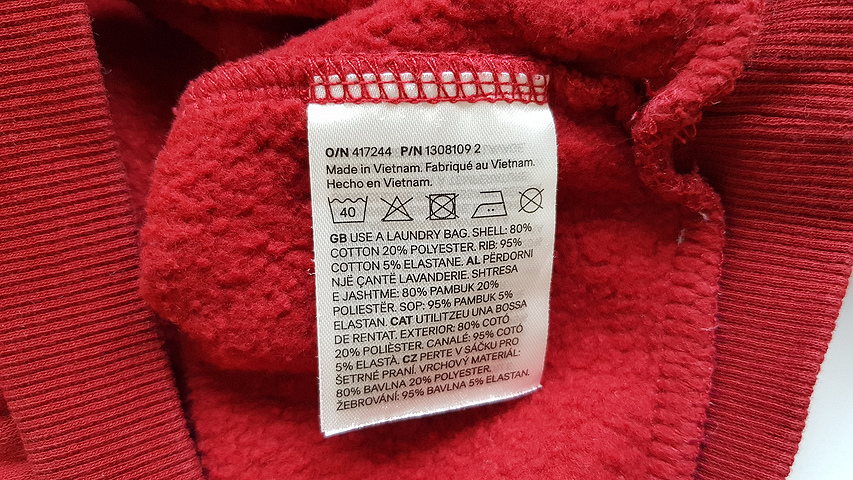 O/N 417244 P/N 1308109 2
Made in Vietnam. Fabriqué au Vietnam.
Hecho en Vietnam.
40
GB USE A LAUNDRY BAG. SHELL: 80%
COTTON 20% POLYESTER. RIB: 95%
COTTON 5% ELASTANE. AL PËRDORNI
NJË ÇANTË LAVANDERIE. SHTRESA
E JASHTME: 80% PAMBUK 20%
POLIESTËR. SOP: 95% PAMBUK 5%
ELASTAN. CAT UTILITZEU UNA BOSSA
DE RENTAT. EXTERIOR: 80% COTÓ
20% POLIÈSTER. CANALÉ: 95% COTÓ
5% ELASTÀ. CZ PERTE V SÁČKU PRO
ŠETRNÉ PRANÍ. VRCHOVÝ MATERIÁL:
80% BAVLNA 20% POLYESTER.
ŽEBROVÁNÍ: 95% BAVLNA 5% ELASTAN.